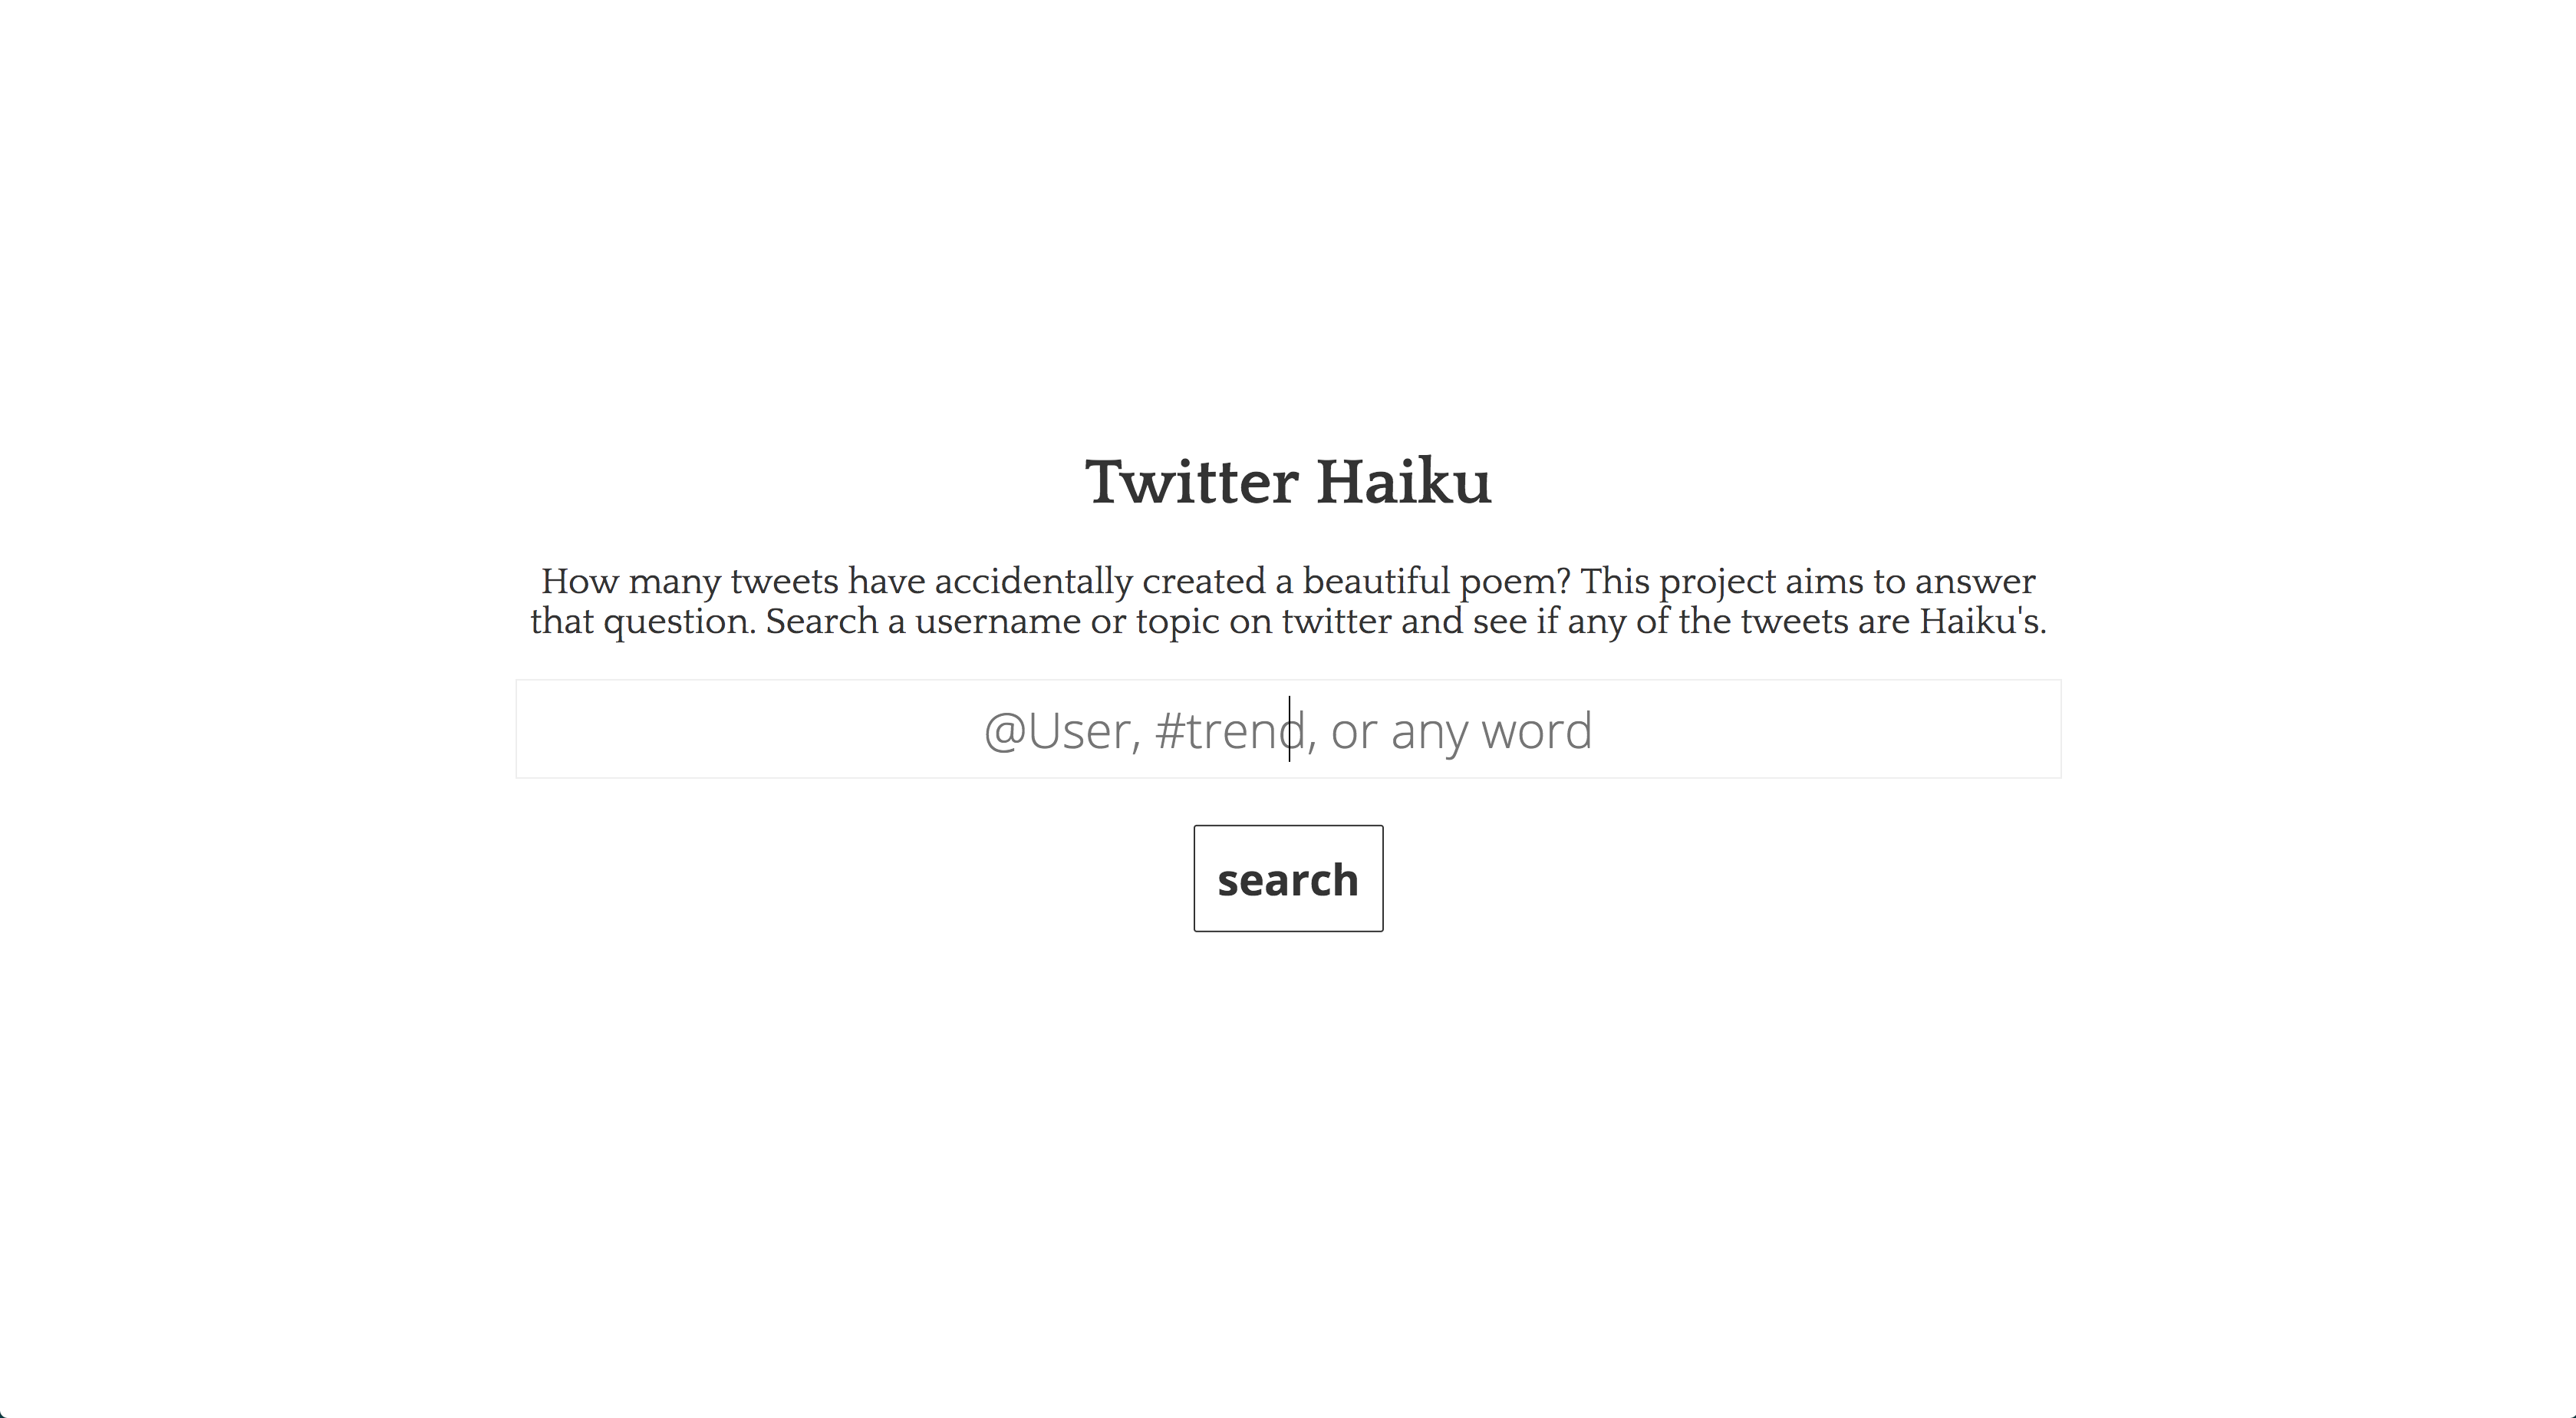 Twitter Haiku
How many tweets have accidentally created a beautiful poem? This project aims to answer
that question. Search a username or topic on twitter and see if any of the tweets are Haiku's.
@User, #trend, or any word
search